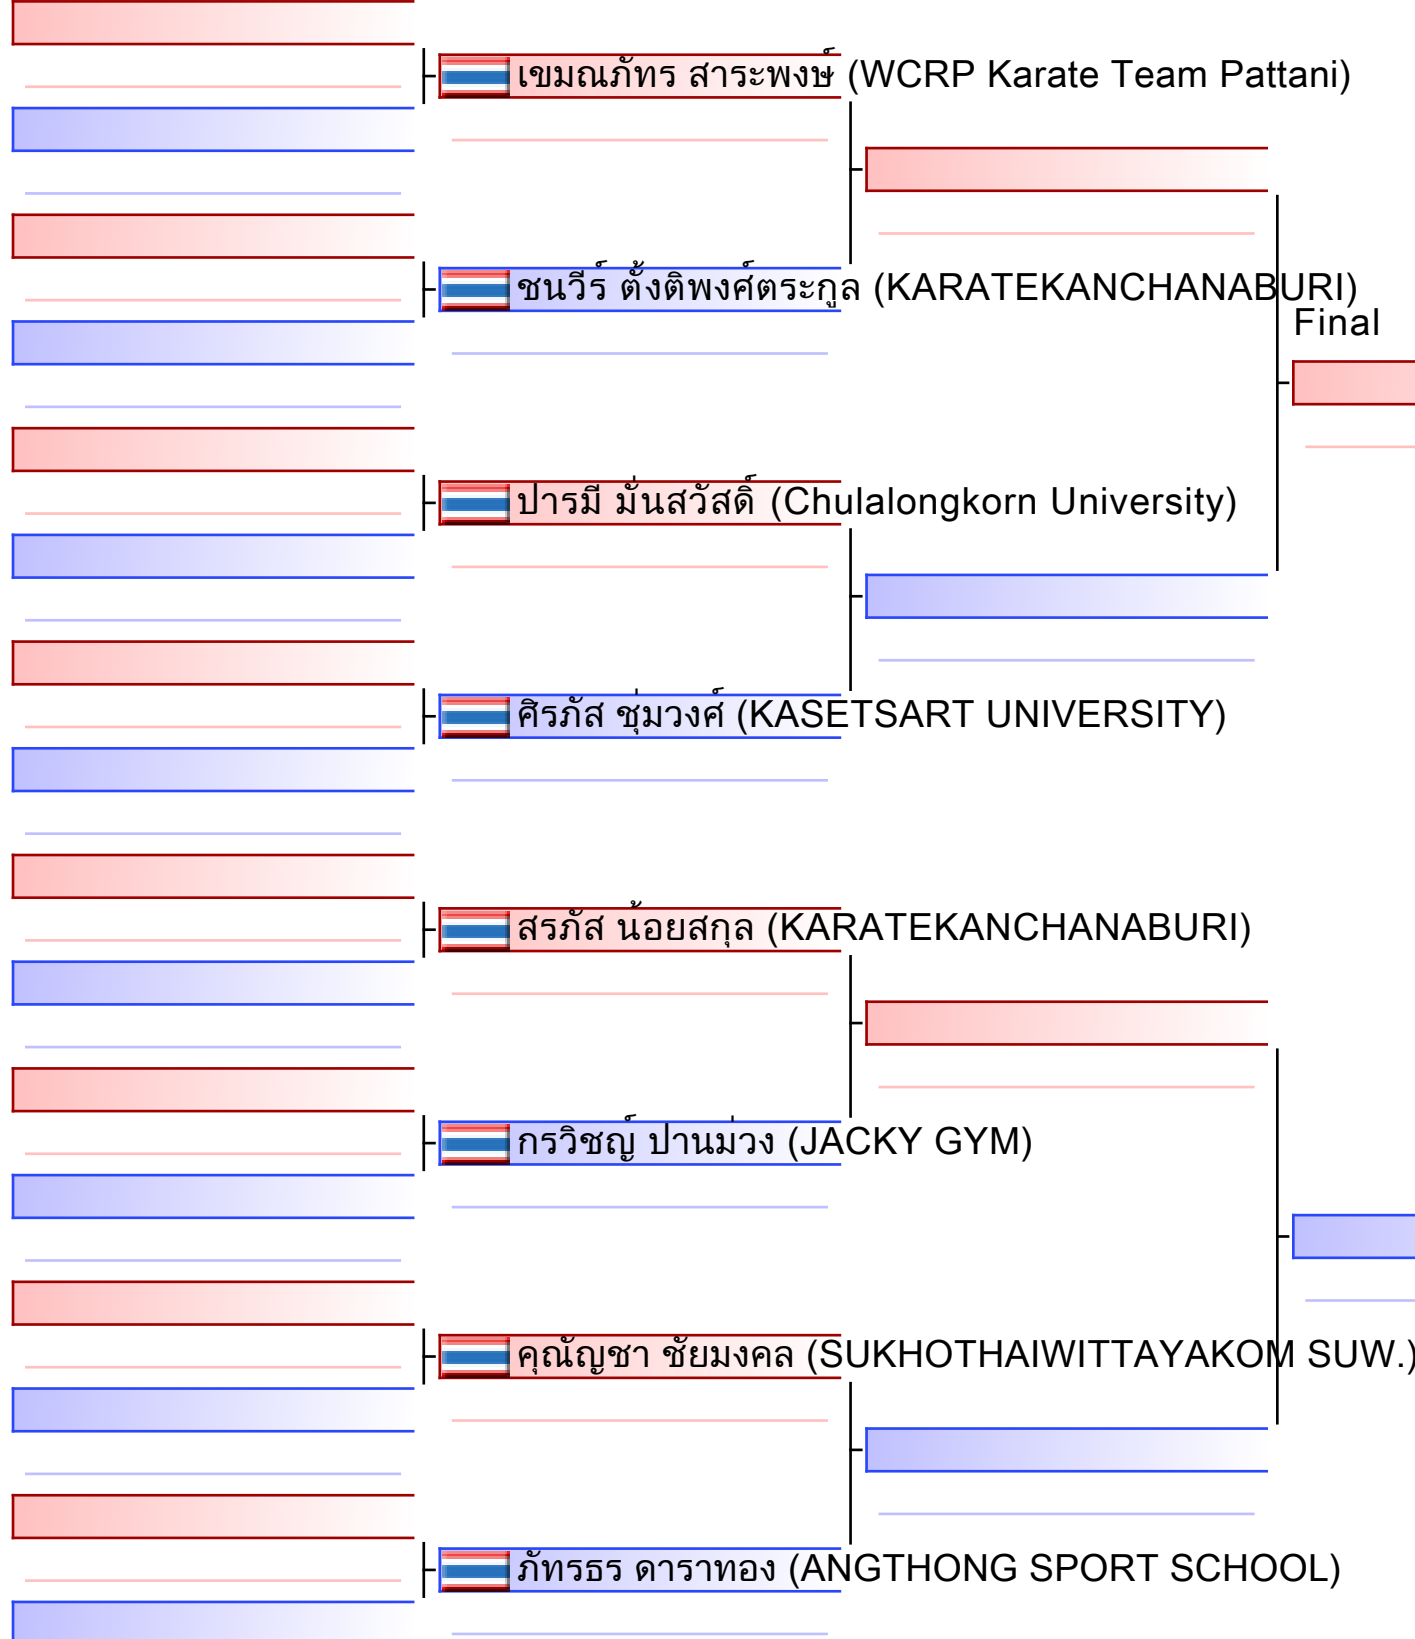 เขมณภัทร สาระพงษ์ (WCRP Karate Team Pattani)
ชนวีร์ ตั้งติพงศ์ตระกูล (KARATEKANCHANABURI)
Final
ปารมี มั่นสวัสดิ์ (Chulalongkorn University)
ศิรภัส ชุ่มวงศ์ (KASETSART UNIVERSITY)
สรภัส น้อยสกุล (KARATEKANCHANABURI)
กรวิชญ์ ปานม่วง (JACKY GYM)
คุณัญชา ชัยมงคล (SUKHOTHAIWITTAYAKOM SUW.)
ภัทรธร ดาราทอง (ANGTHONG SPORT SCHOOL)